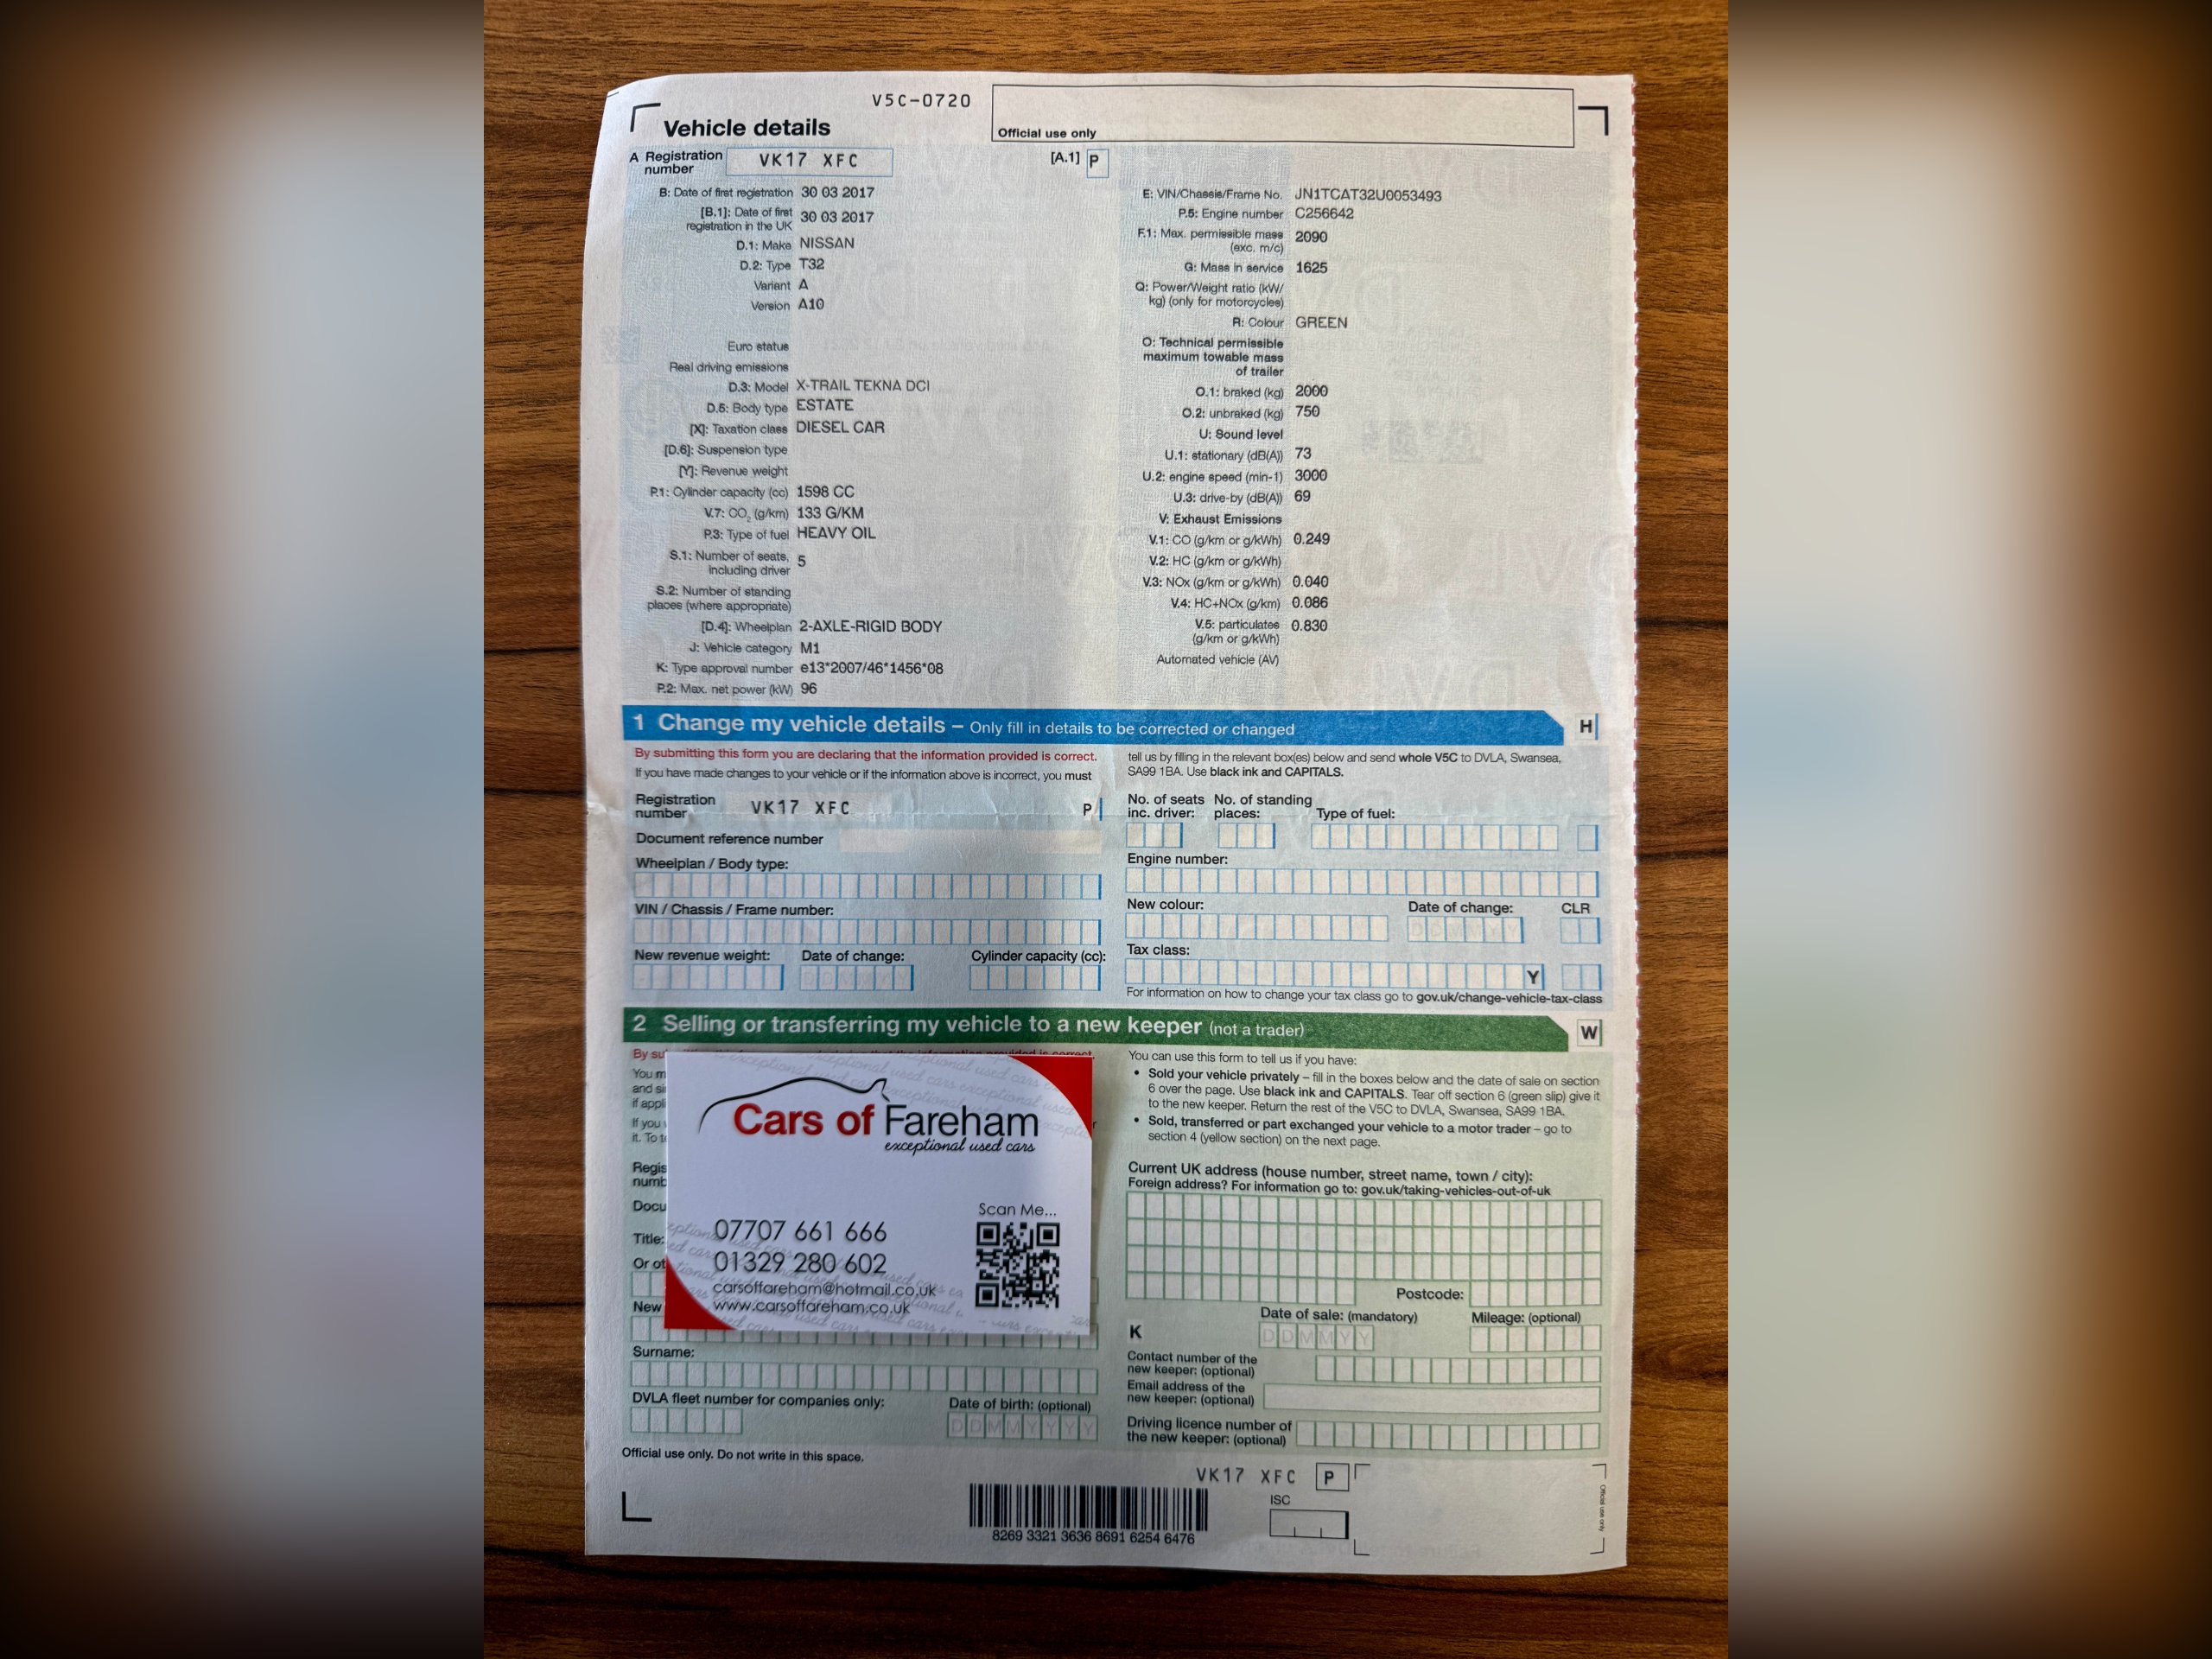 V5C-0720
Vehicle details
Official use only
A Registration number VK17 XFC
[A.1] P
B: Date of first registration 30 03 2017
[B.1]: Date of first registration in the UK 30 03 2017
D.1: Make NISSAN
D.2: Type T32
Variant A
Version A10
Euro status
Real driving emissions
D.3: Model X-TRAIL TEKNA DCI
D.5: Body type ESTATE
[X]: Taxation class DIESEL CAR
[D.6]: Suspension type
[Y]: Revenue weight
P.1: Cylinder capacity (cc) 1598 CC
V.7: CO2 (g/km) 133 G/KM
P.3: Type of fuel HEAVY OIL
S.1: Number of seats, including driver 5
S.2: Number of standing places (where appropriate)
[D.4]: Wheelplan 2-AXLE-RIGID BODY
J: Vehicle category M1
K: Type approval number e13*2007/46*1456*08
P.2: Max. net power (kW) 96
E: VIN/Chassis/Frame No. JN1TCAT32U0053493
P.5: Engine number C256642
F.1: Max. permissible mass (exc. m/c) 2090
G: Mass in service 1625
Q: Power/Weight ratio (kW/kg) (only for motorcycles)
R: Colour GREEN
O: Technical permissible maximum towable mass of trailer
O.1: braked (kg) 2000
O.2: unbraked (kg) 750
U: Sound level
U.1: stationary (dB(A)) 73
U.2: engine speed (min-1) 3000
U.3: drive-by (dB(A)) 69
V: Exhaust Emissions
V.1: CO (g/km or g/kWh) 0.249
V.2: HC (g/km or g/kWh)
V.3: NOx (g/km or g/kWh) 0.040
V.4: HC+NOx (g/km) 0.086
V.5: particulates (g/km or g/kWh) 0.830
Automated vehicle (AV)
1 Change my vehicle details – Only fill in details to be corrected or changed
H
By submitting this form you are declaring that the information provided is correct.
If you have made changes to your vehicle or if the information above is incorrect, you must
tell us by filling in the relevant box(es) below and send whole V5C to DVLA, Swansea,
SA99 1BA. Use black ink and CAPITALS.
Registration number VK17 XFC P
Document reference number
Wheelplan / Body type:
VIN / Chassis / Frame number:
New revenue weight: Date of change: Cylinder capacity (cc):
No. of seats inc. driver: No. of standing places: Type of fuel:
Engine number:
New colour: Date of change: CLR
Tax class:
Y
For information on how to change your tax class go to gov.uk/change-vehicle-tax-class
2 Selling or transferring my vehicle to a new keeper (not a trader)
W
By su
You m
and si
if appli
If you
it. To t
Regis
numb
Docu
Title:
Or ot
New
Cars of Fareham
exceptional used cars
Scan Me...
07707 661 666
01329 280 602
carsoffareham@hotmail.co.uk
www.carsoffareham.co.uk
Surname:
DVLA fleet number for companies only: Date of birth: (optional)
DDMMYYYY
You can use this form to tell us if you have:
• Sold your vehicle privately – fill in the boxes below and the date of sale on section
6 over the page. Use black ink and CAPITALS. Tear off section 6 (green slip) give it
to the new keeper. Return the rest of the V5C to DVLA, Swansea, SA99 1BA.
• Sold, transferred or part exchanged your vehicle to a motor trader – go to
section 4 (yellow section) on the next page.
Current UK address (house number, street name, town / city):
Foreign address? For information go to: gov.uk/taking-vehicles-out-of-uk
Postcode:
Date of sale: (mandatory) Mileage: (optional)
K
DDMMYY
Contact number of the new keeper: (optional)
Email address of the new keeper: (optional)
Driving licence number of the new keeper: (optional)
Official use only. Do not write in this space.
VK17 XFC P
ISC
8269 3321 3636 8691 6254 6476
Official use only